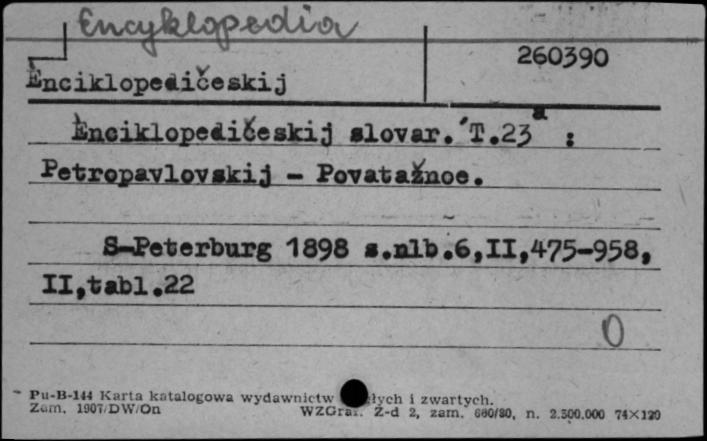 Encyklopedia
260390
Ènciklopedičeskij
Ènciklopedičeskij slovar.´T.23a :
Petropavlovskij - Povatažnoe.
S-Peterburg 1898 s.nlb.6,II,475-958,
II,tabl.22
0
Pu-B-144 Karta katalogowa wydawnictw i zwartych.
Zam. 1907/DW/On WZGraf. Z-d 2, zam. 660/80, n. 2.500.000 74×120